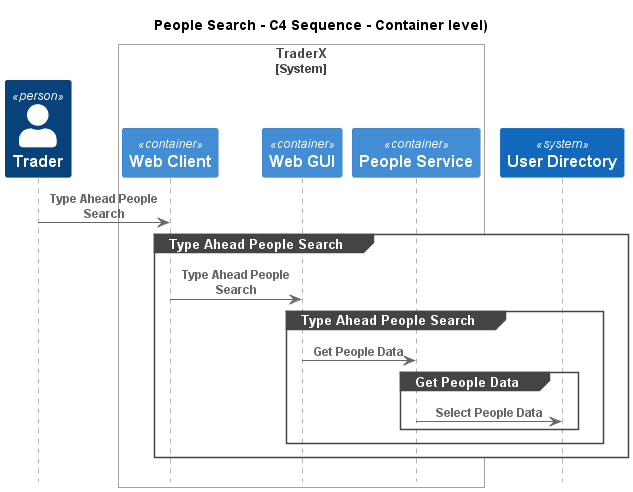 People Search - C4 Sequence - Container level)
TraderX
[System]
«person»
Trader
«container»
Web Client
«container»
Web GUI
«container»
People Service
«system»
User Directory
Type Ahead People
Search
Type Ahead People Search
Type Ahead People
Search
Type Ahead People Search
Get People Data
Get People Data
Select People Data